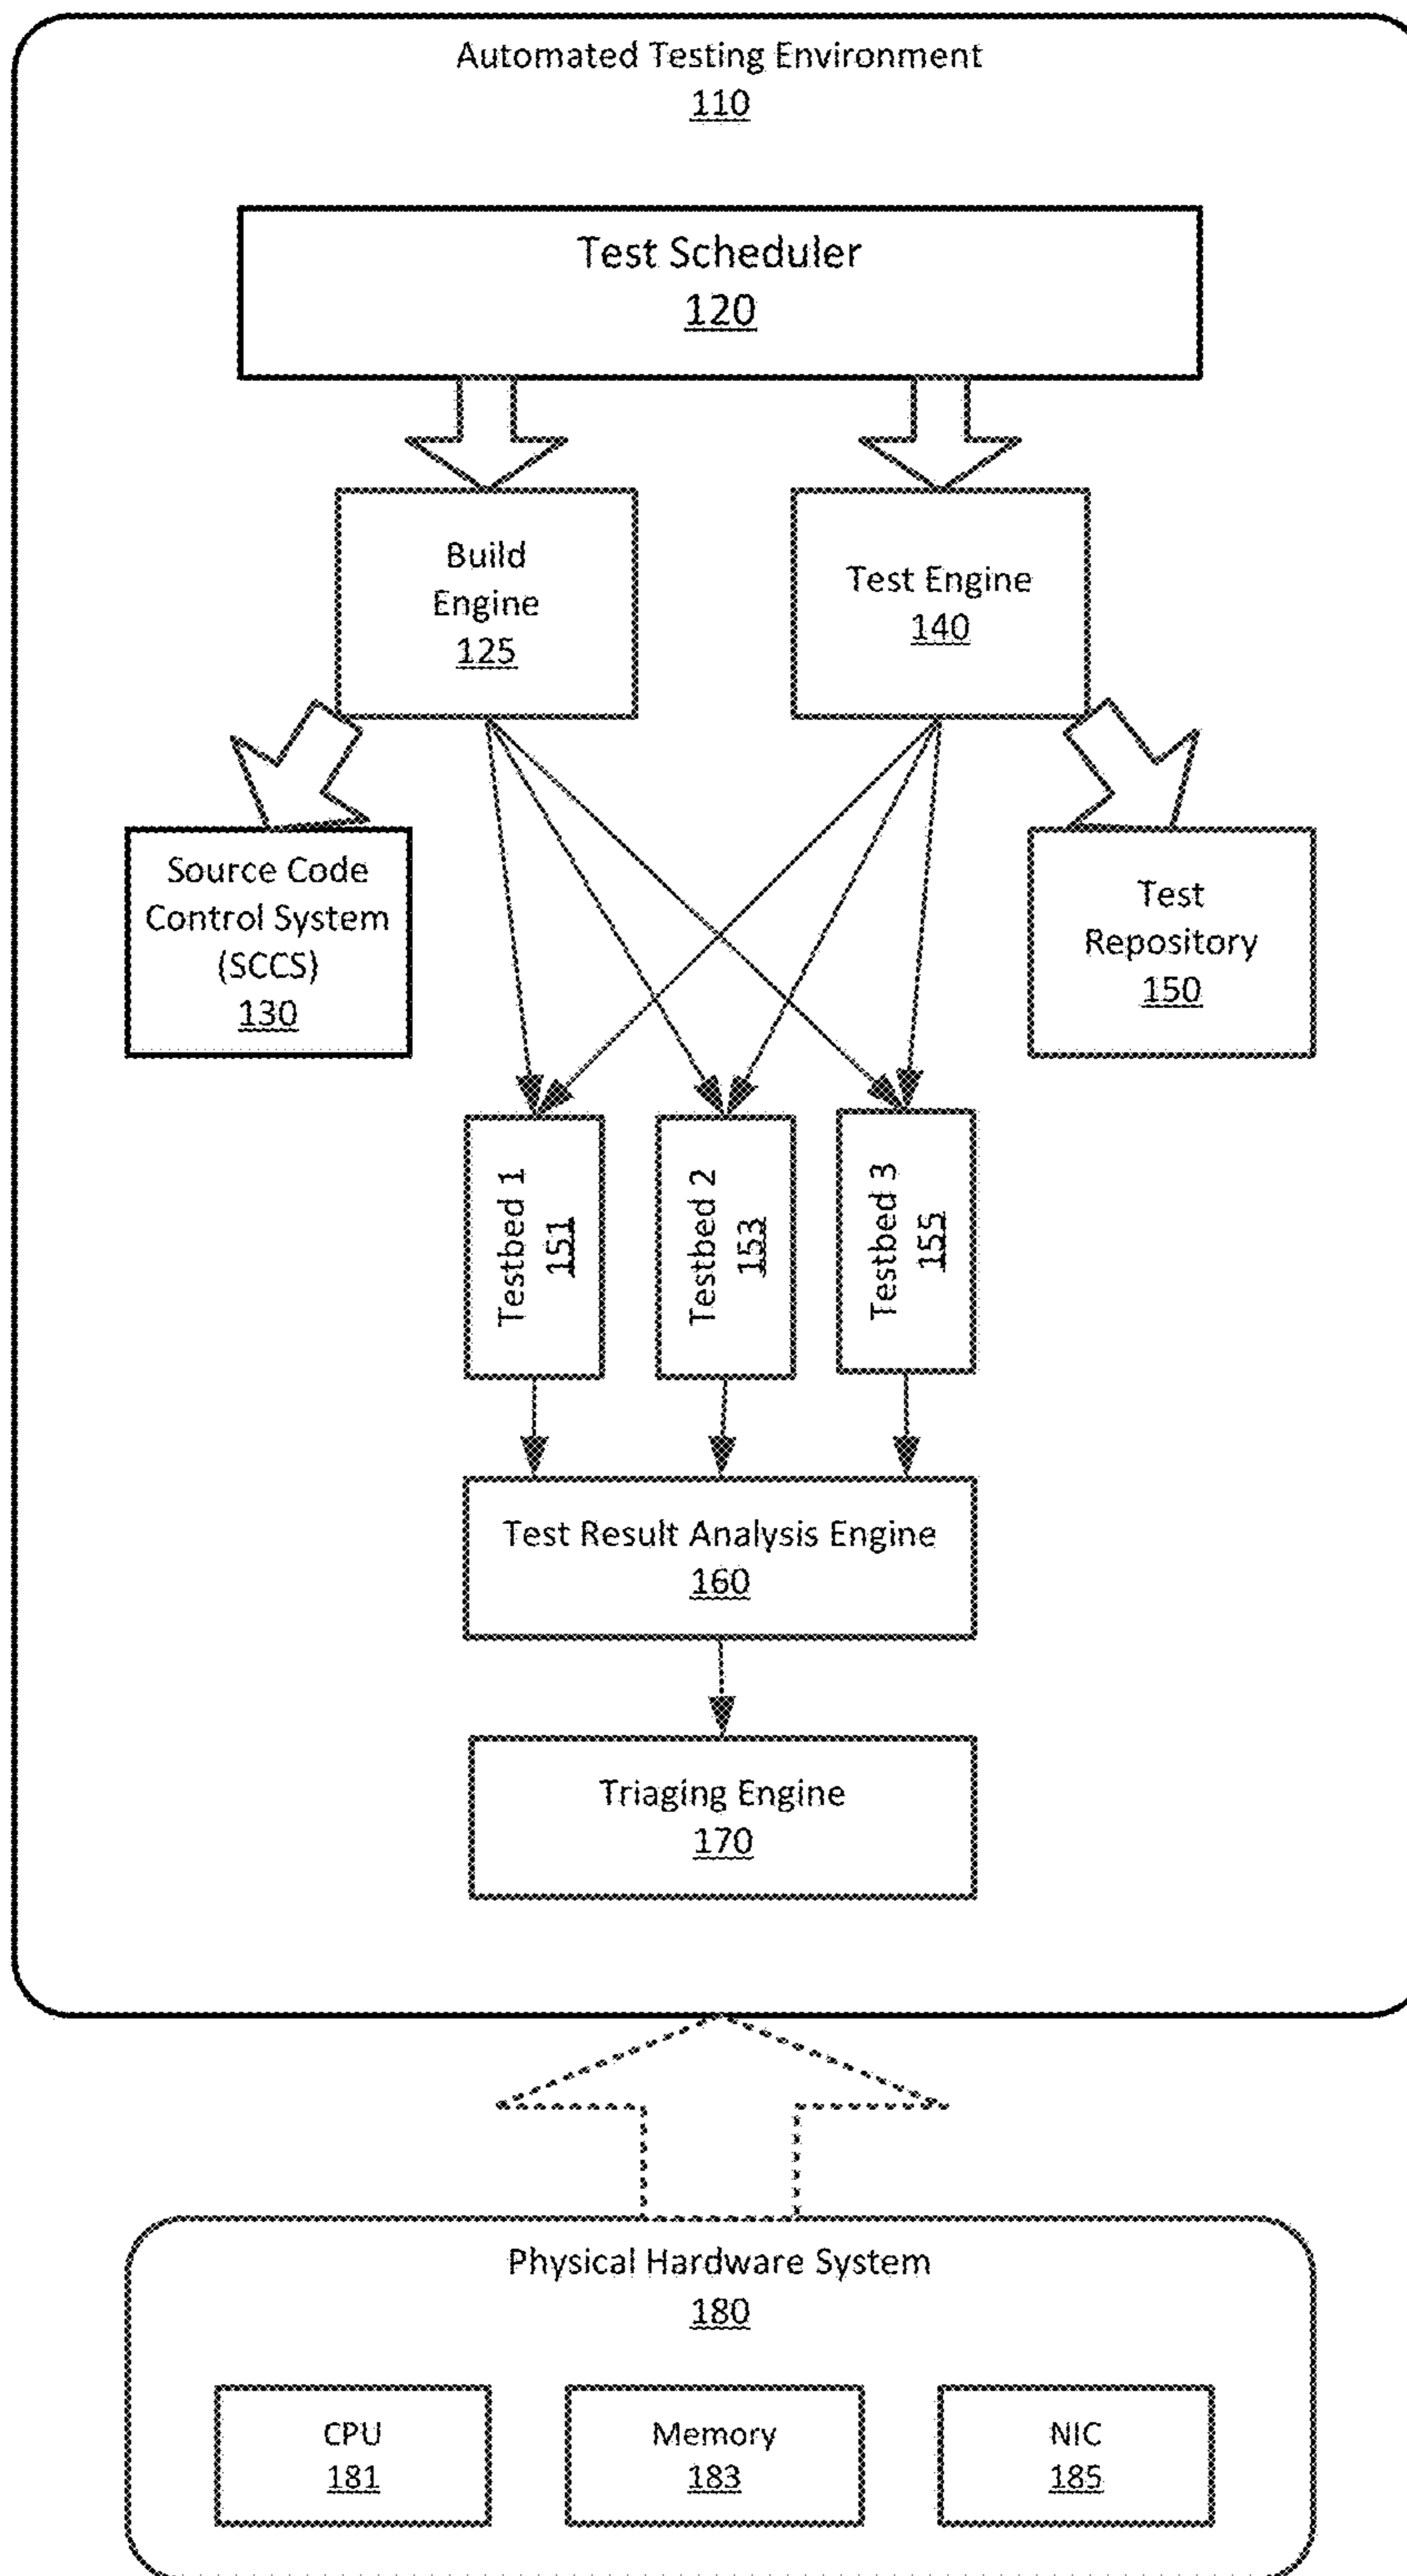 Automated Testing Environment
110
Test Scheduler
120
Build
Engine
125
Test Engine
140
Source Code
Control System
(SCCS)
130
Test
Repository
150
Testbed 1
151
Testbed 2
153
Testbed 3
155
Test Result Analysis Engine
160
Triaging Engine
170
Physical Hardware System
180
CPU
181
Memory
183
NIC
185